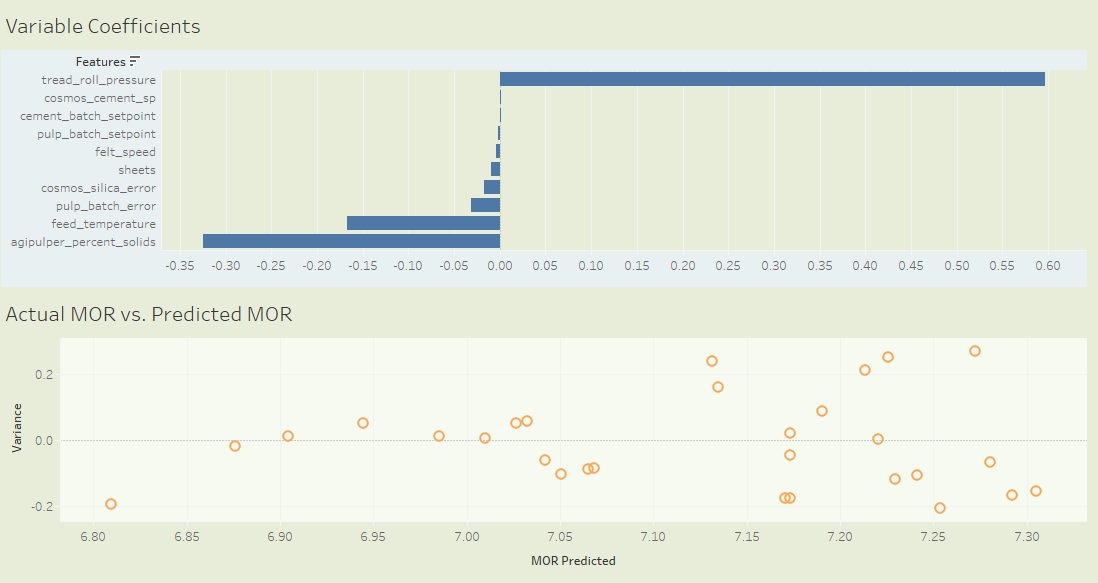 Variable Coefficients
Features
tread_roll_pressure
cosmos_cement_sp
cement_batch_setpoint
pulp_batch_setpoint
felt_speed
sheets
cosmos_silica_error
pulp_batch_error
feed_temperature
agipulper_percent_solids
-0.35 -0.30 -0.25 -0.20 -0.15 -0.10 -0.05 0.00 0.05 0.10 0.15 0.20 0.25 0.30 0.35 0.40 0.45 0.50 0.55 0.60
Actual MOR vs. Predicted MOR
Variance
0.2
0.0
-0.2
6.80 6.85 6.90 6.95 7.00 7.05 7.10 7.15 7.20 7.25 7.30
MOR Predicted